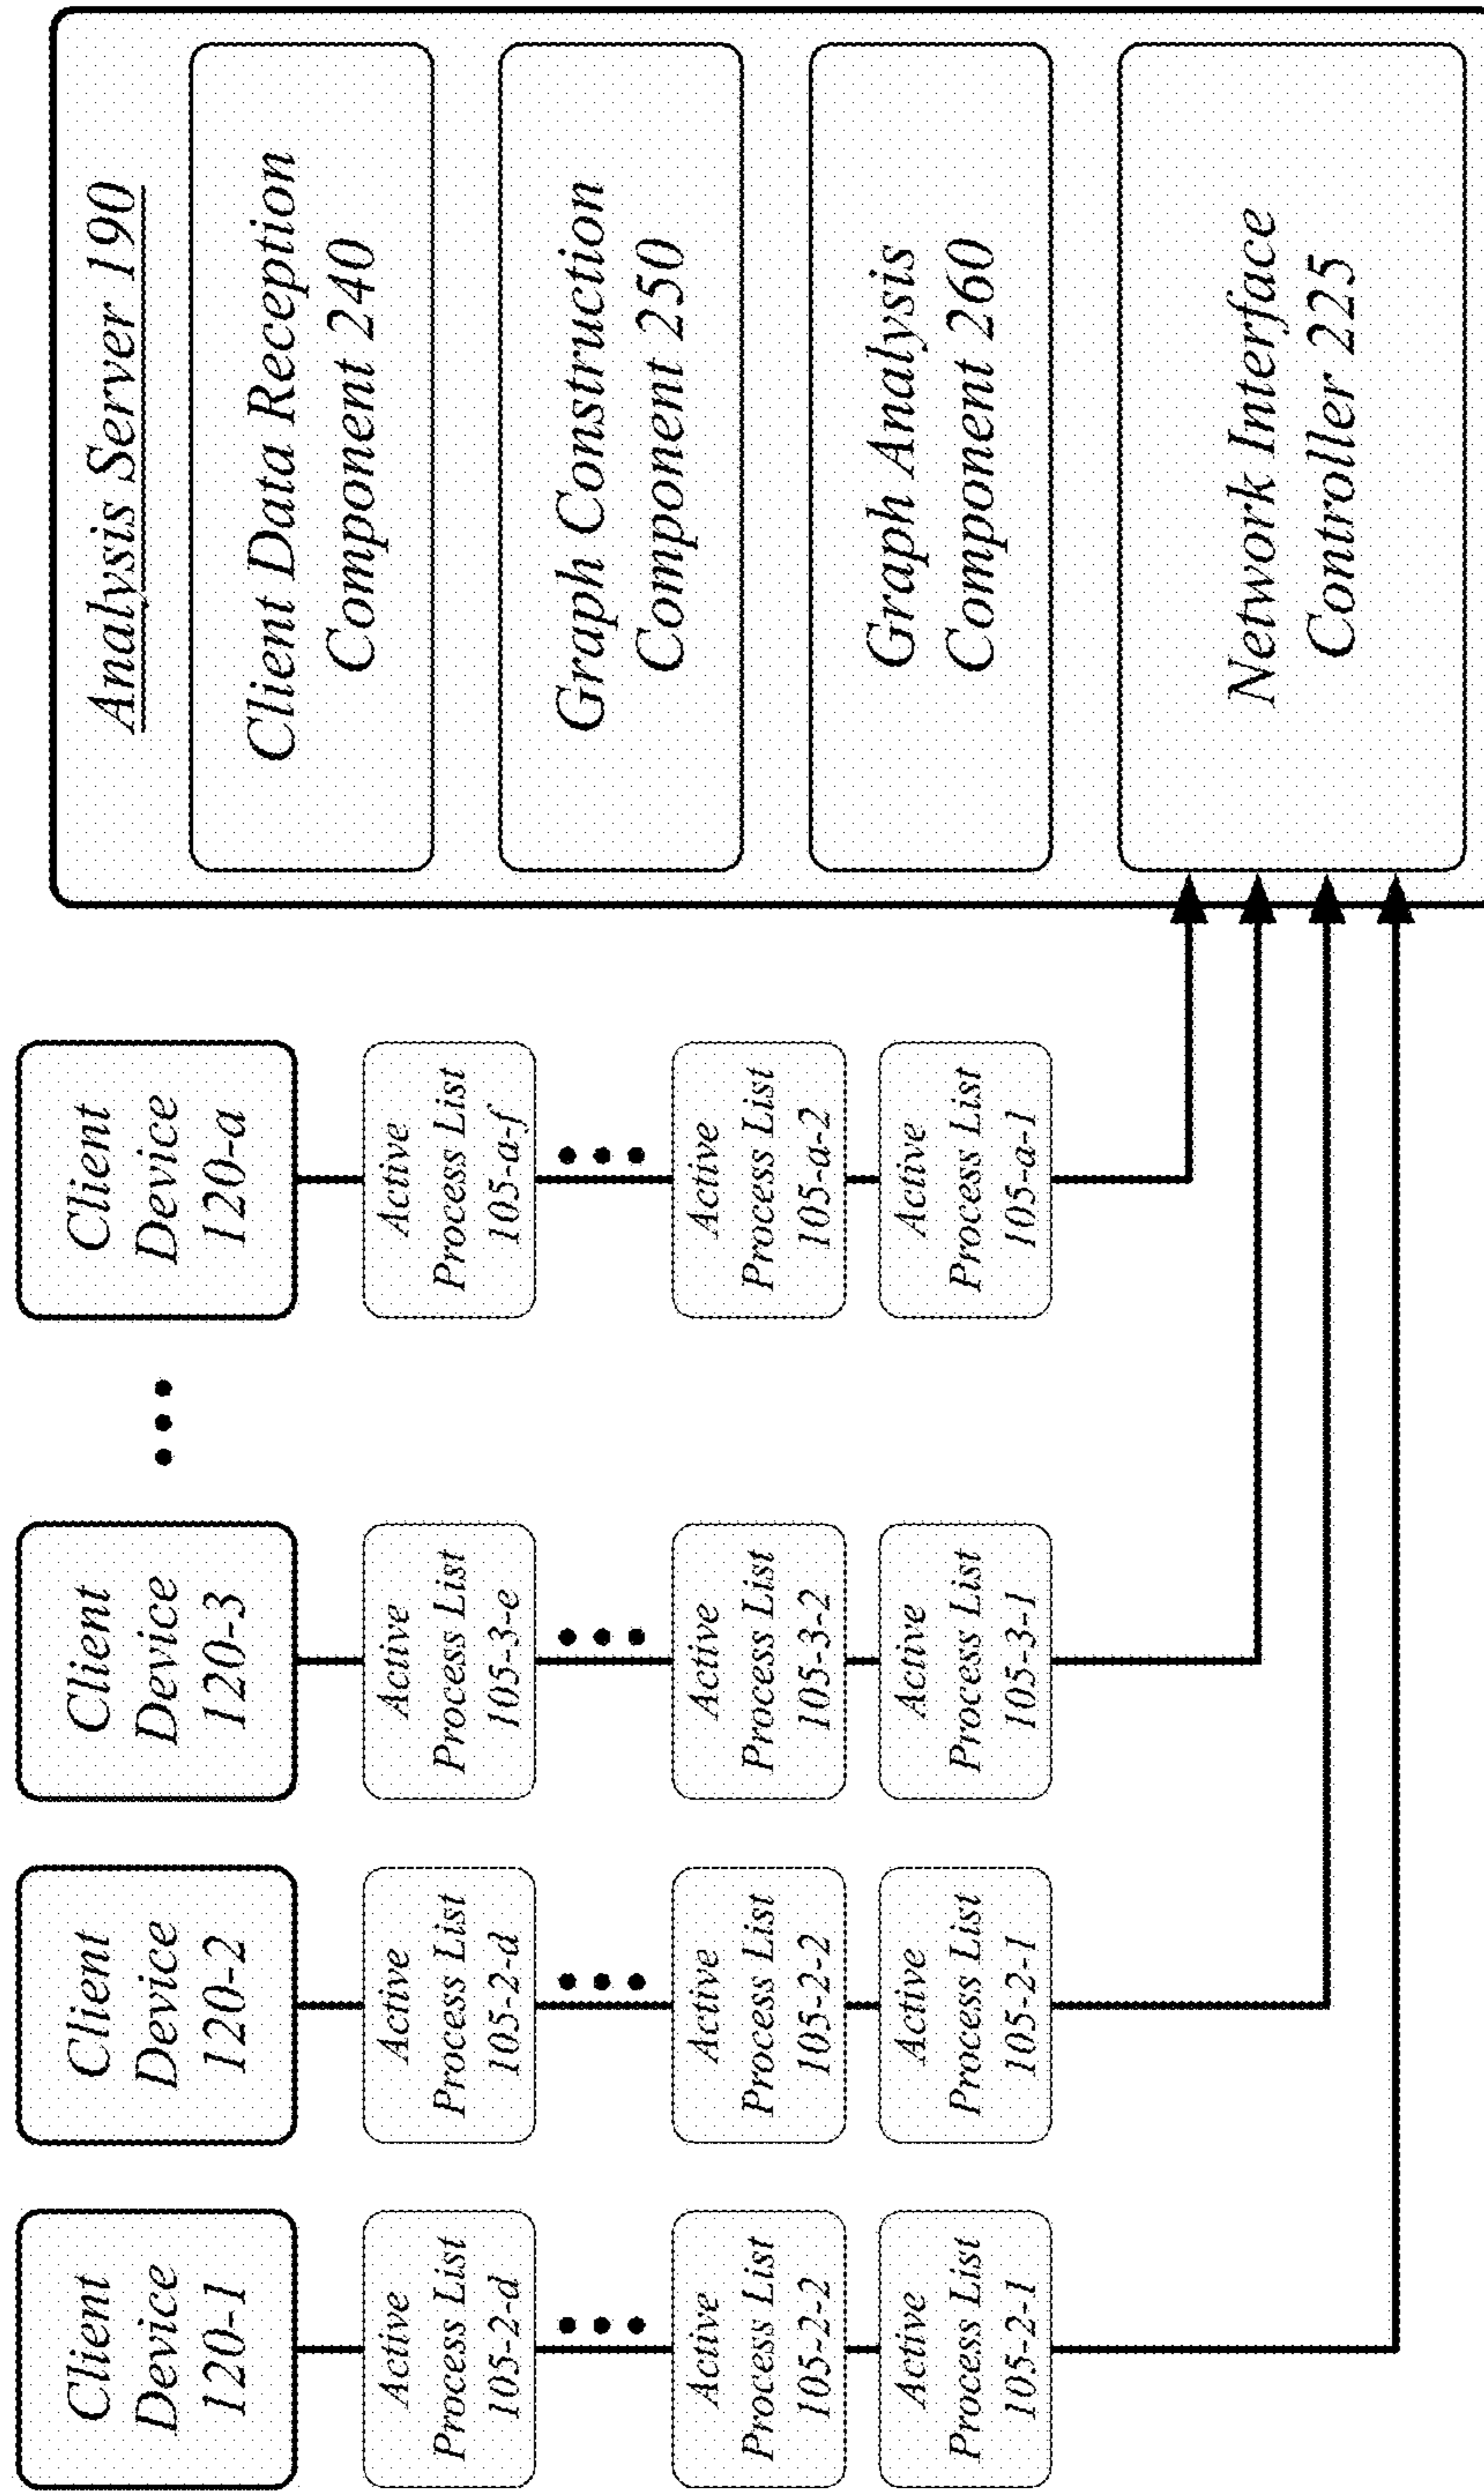 Client
Device
120-1
Active
Process List
105-2-d
Active
Process List
105-2-2
Active
Process List
105-2-1
Client
Device
120-2
Active
Process List
105-2-d
Active
Process List
105-2-2
Active
Process List
105-2-1
Client
Device
120-3
Active
Process List
105-3-e
Active
Process List
105-3-2
Active
Process List
105-3-1
Client
Device
120-a
Active
Process List
105-a-f
Active
Process List
105-a-2
Active
Process List
105-a-1
Analysis Server 190
Client Data Reception
Component 240
Graph Construction
Component 250
Graph Analysis
Component 260
Network Interface
Controller 225